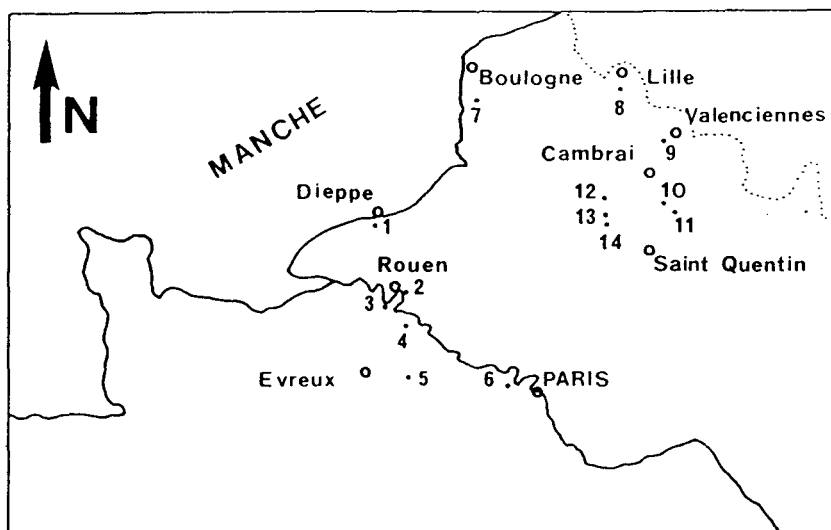 Boulogne
Lille
N
7
8
MANCHE
Valenciennes
9
Cambrai
Dieppe
12
10
1
13
11
14
Rouen
Saint Quentin
2
3
4
Evreux
5
6
PARIS